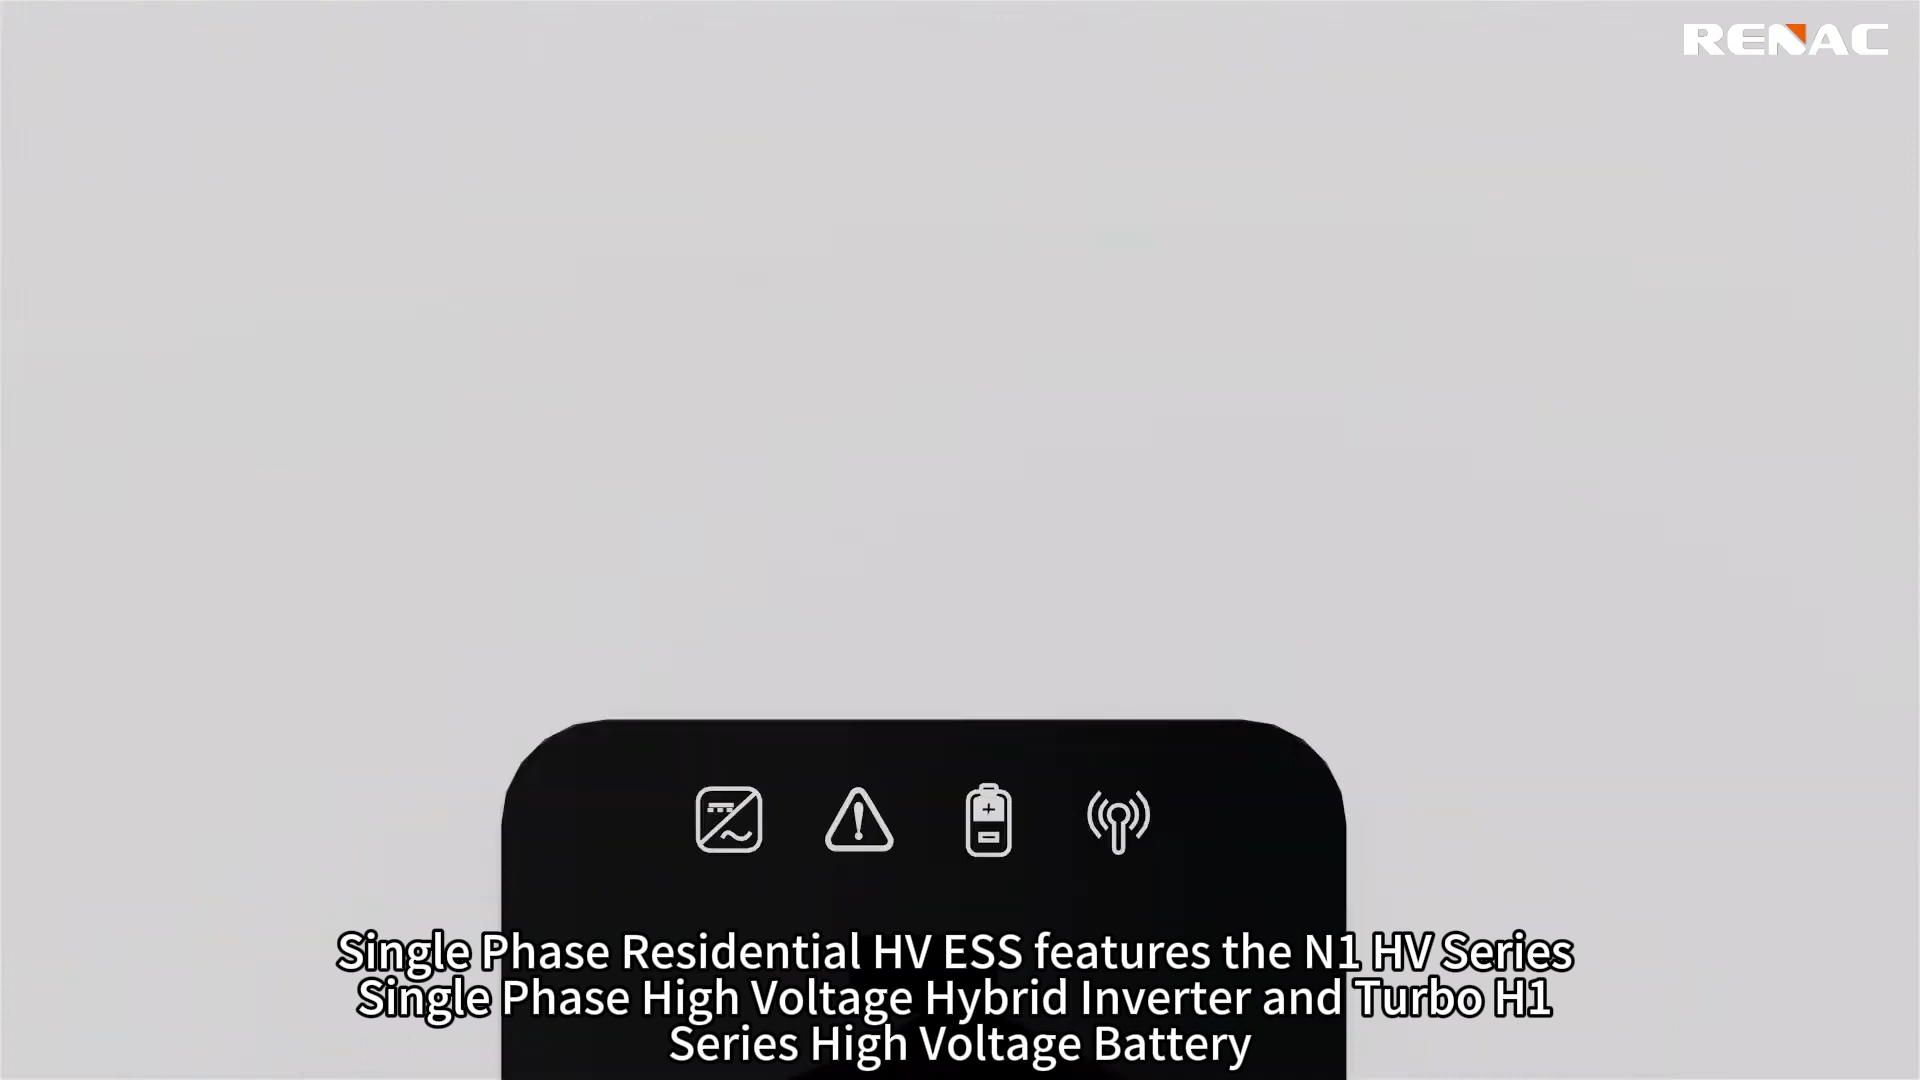 RENAC
Single Phase Residential HV ESS features the N1 HV Series
Single Phase High Voltage Hybrid Inverter and Turbo H1
Series High Voltage Battery